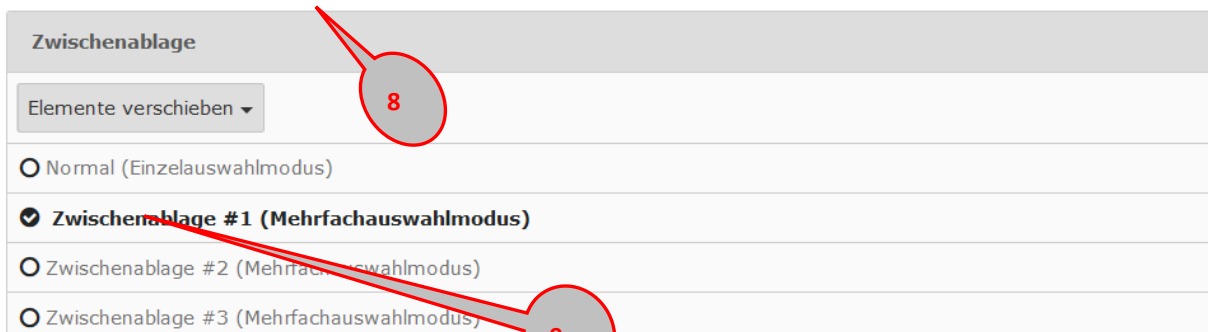 Zwischenablage
Elemente verschieben
8
Normal (Einzelauswahlmodus)
Zwischenablage #1 (Mehrfachauswahlmodus)
Zwischenablage #2 (Mehrfachauswahlmodus)
Zwischenablage #3 (Mehrfachauswahlmodus)